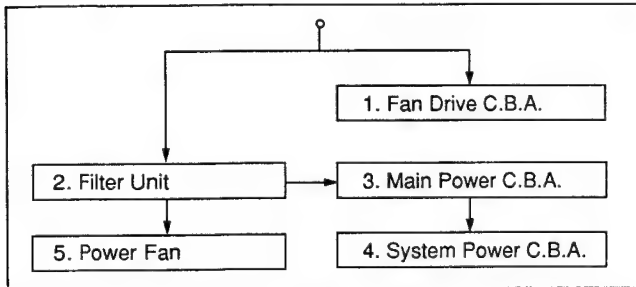 1. Fan Drive C.B.A.
2. Filter Unit
3. Main Power C.B.A.
5. Power Fan
4. System Power C.B.A.